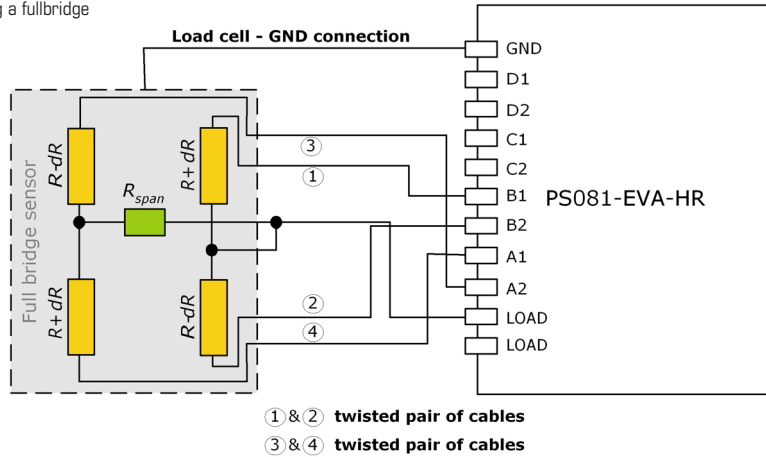 g a fullbridge
Load cell - GND connection
GND
D1
D2
C1
C2
B1
B2
A1
A2
LOAD
LOAD
PS081-EVA-HR
Full bridge sensor
R-dR
R+dR
Rspan
R+dR
R-dR
3
1
2
4
1 & 2 twisted pair of cables
3 & 4 twisted pair of cables